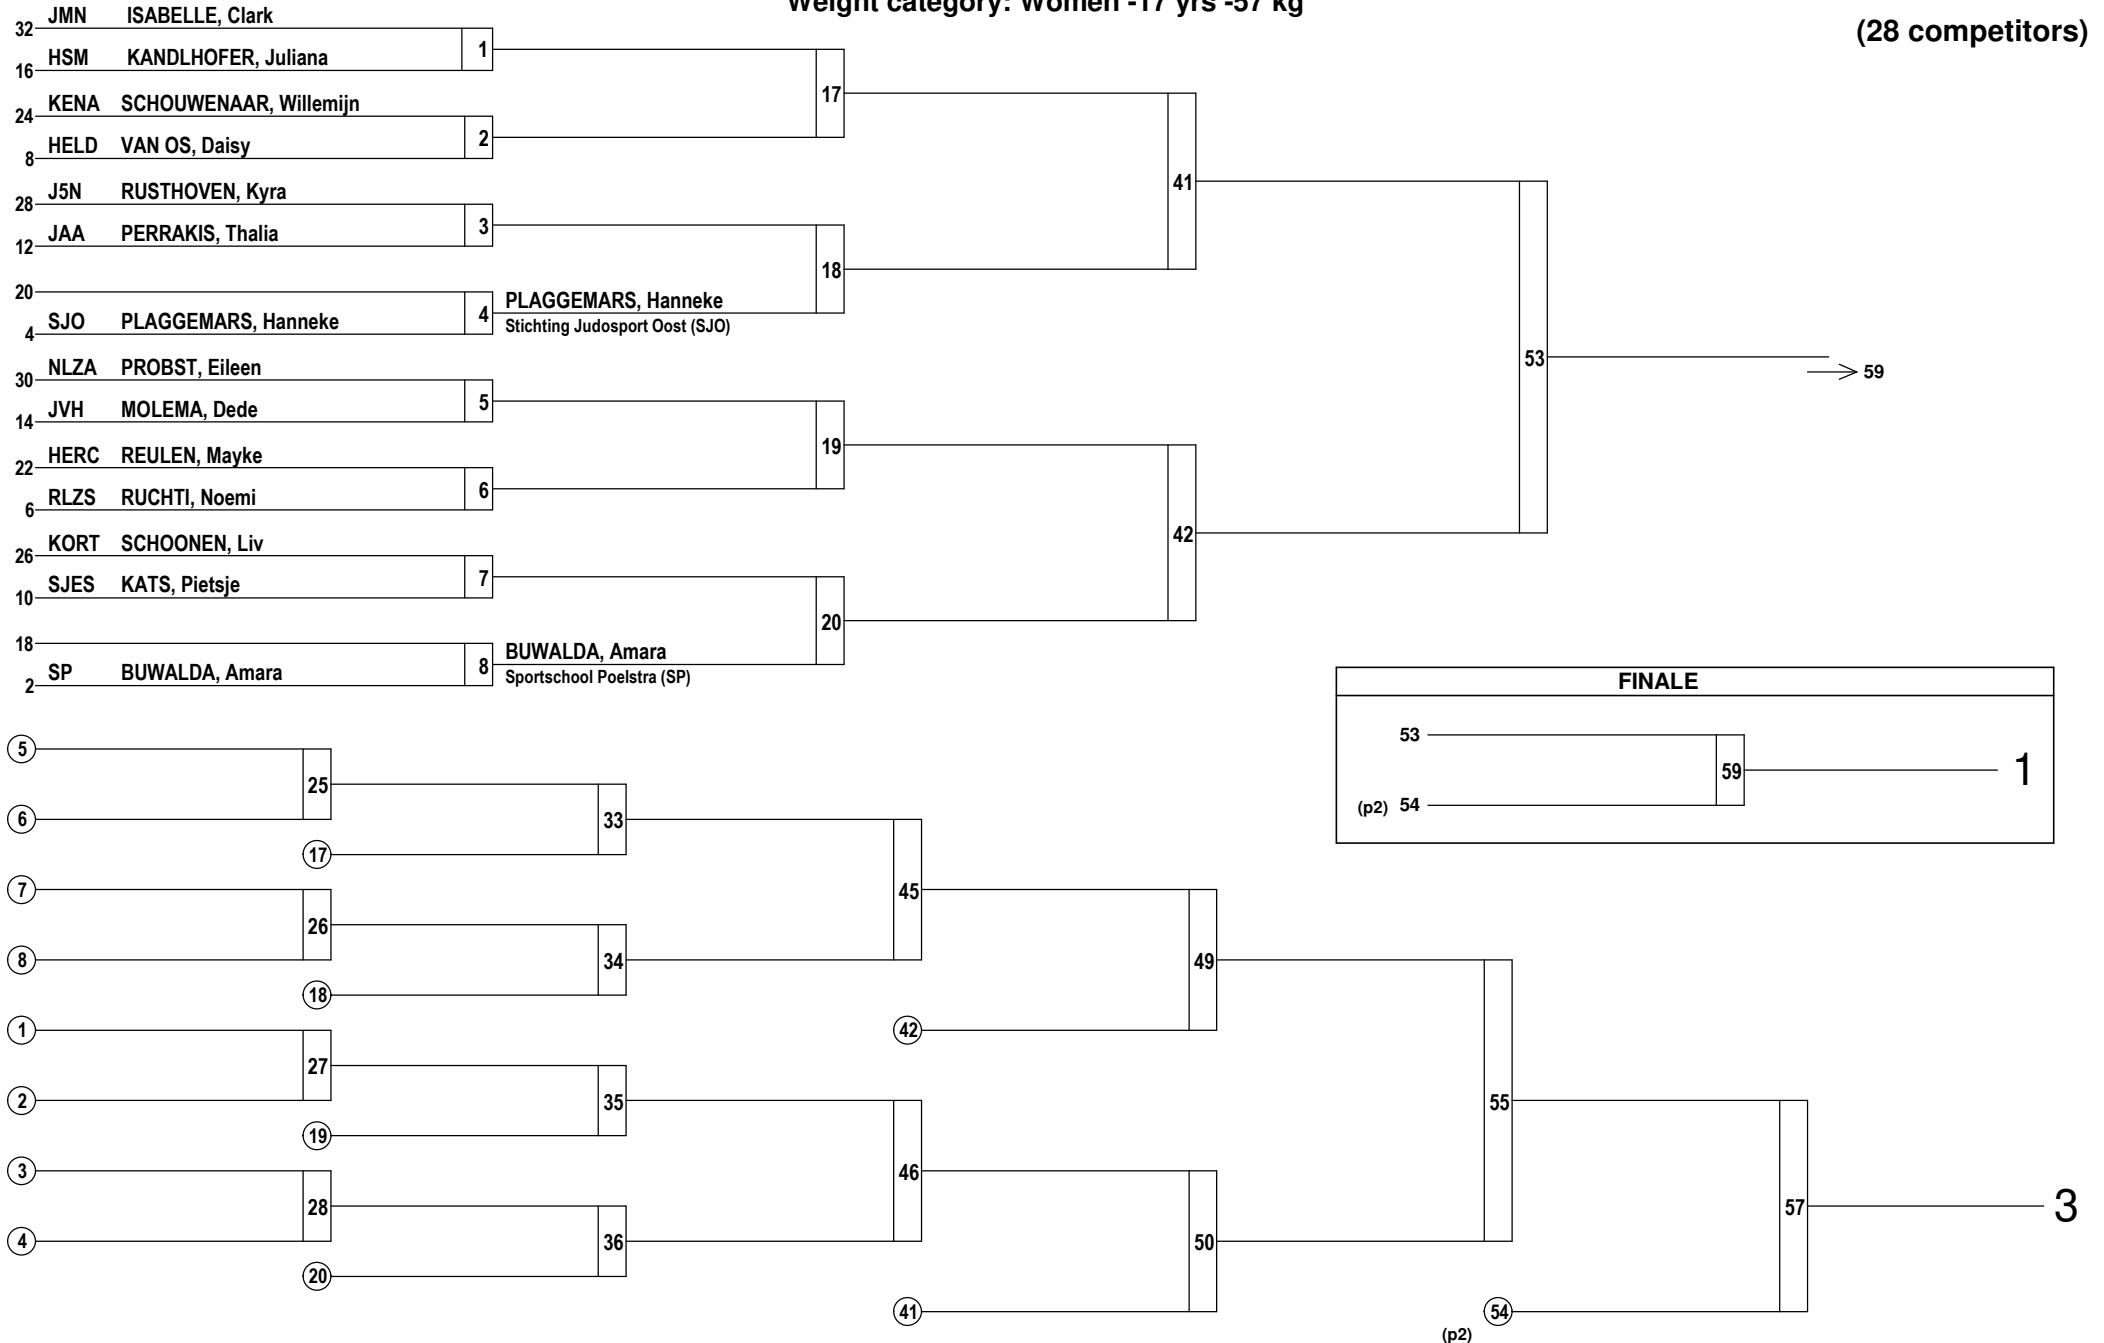 Weight category: Women -17 yrs -57 kg
(28 competitors)
32 JMN ISABELLE, Clark
1
16 HSM KANDLHOFER, Juliana
17
24 KENA SCHOUWENAAR, Willemijn
2
8 HELD VAN OS, Daisy
41
28 J5N RUSTHOVEN, Kyra
3
12 JAA PERRAKIS, Thalia
18
20
4 PLAGGEMARS, Hanneke
Stichting Judosport Oost (SJO)
4 SJO PLAGGEMARS, Hanneke
53
59
30 NLZA PROBST, Eileen
5
14 JVH MOLEMA, Dede
19
22 HERC REULEN, Mayke
6
6 RLZS RUCHTI, Noemi
42
26 KORT SCHOONEN, Liv
7
10 SJES KATS, Pietsje
20
18
8 BUWALDA, Amara
Sportschool Poelstra (SP)
2 SP BUWALDA, Amara
FINALE
53
59 1
(p2) 54
5
25
6
33
17
7
45
26
8
34
18
49
1
42
27
2
35
19
55
3
46
28
4
36
57 3
50
20
41
54
(p2)